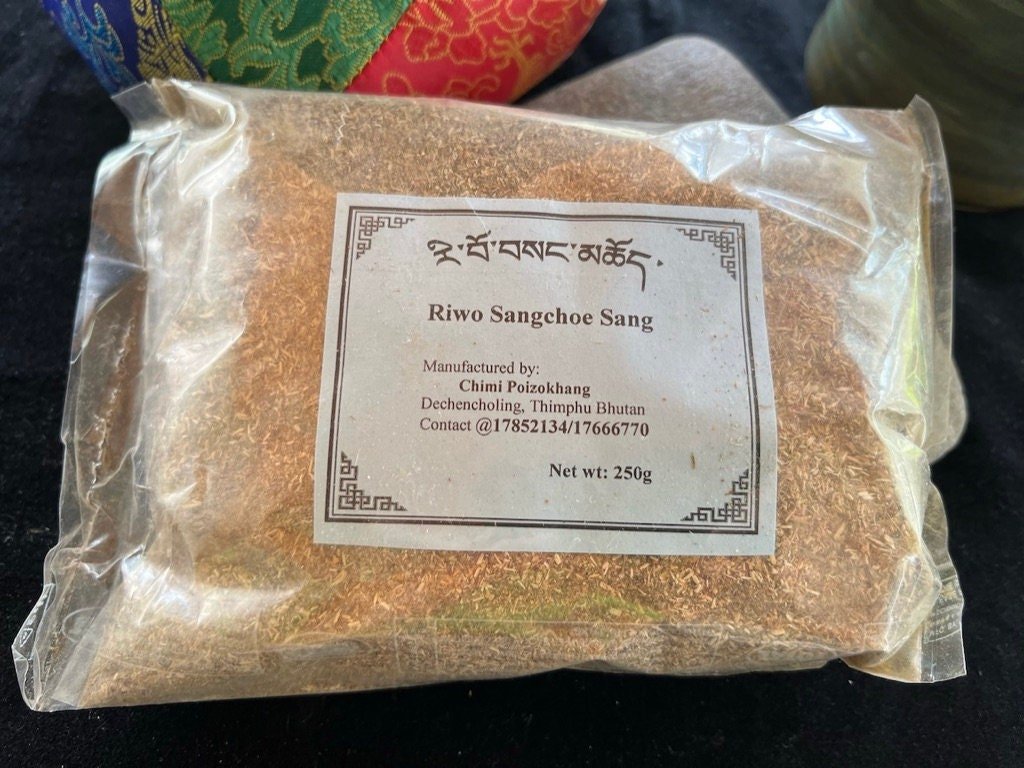 རི་བོ་བསང་མཆོད་
Riwo Sangchoe Sang
Manufactured by:
Chimi Poizokhang
Dechencholing, Thimphu Bhutan
Contact @17852134/17666770
Net wt: 250g